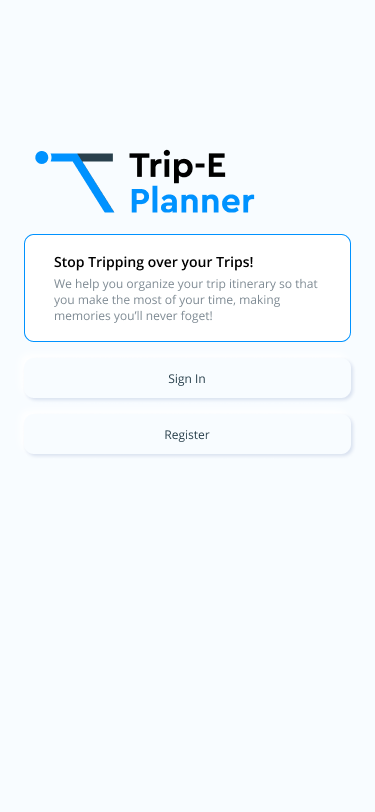 Trip-E
Planner
Stop Tripping over your Trips!
We help you organize your trip itinerary so that
you make the most of your time, making
memories you'll never foget!
Sign In
Register